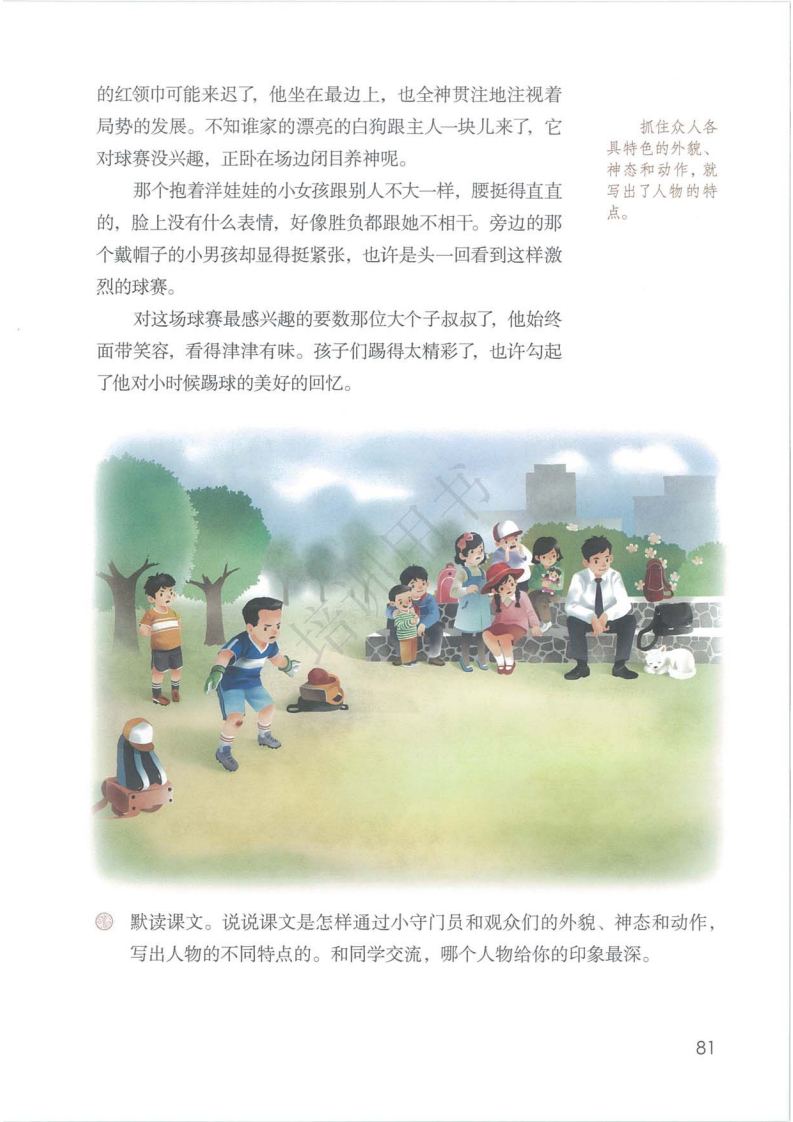 的红领巾可能来迟了，他坐在最边上，也全神贯注地注视着
局势的发展。不知谁家的漂亮的白狗跟主人一块儿来了，它
对球赛没兴趣，正卧在场边闭目养神呢。
那个抱着洋娃娃的小女孩跟别人不大一样，腰挺得直直
的，脸上没有什么表情，好像胜负都跟她不相干。旁边的那
个戴帽子的小男孩却显得挺紧张，也许是头一回看到这样激
烈的球赛。
对这场球赛最感兴趣的要数那位大个子叔叔了，他始终
面带笑容，看得津津有味。孩子们踢得太精彩了，也许勾起
了他对小时候踢球的美好的回忆。
抓住众人各
具特色的外貌、
神态和动作，就
写出了人物的特
点。
培训用书
默读课文。说说课文是怎样通过小守门员和观众们的外貌、神态和动作，
写出人物的不同特点的。和同学交流，哪个人物给你的印象最深。
81